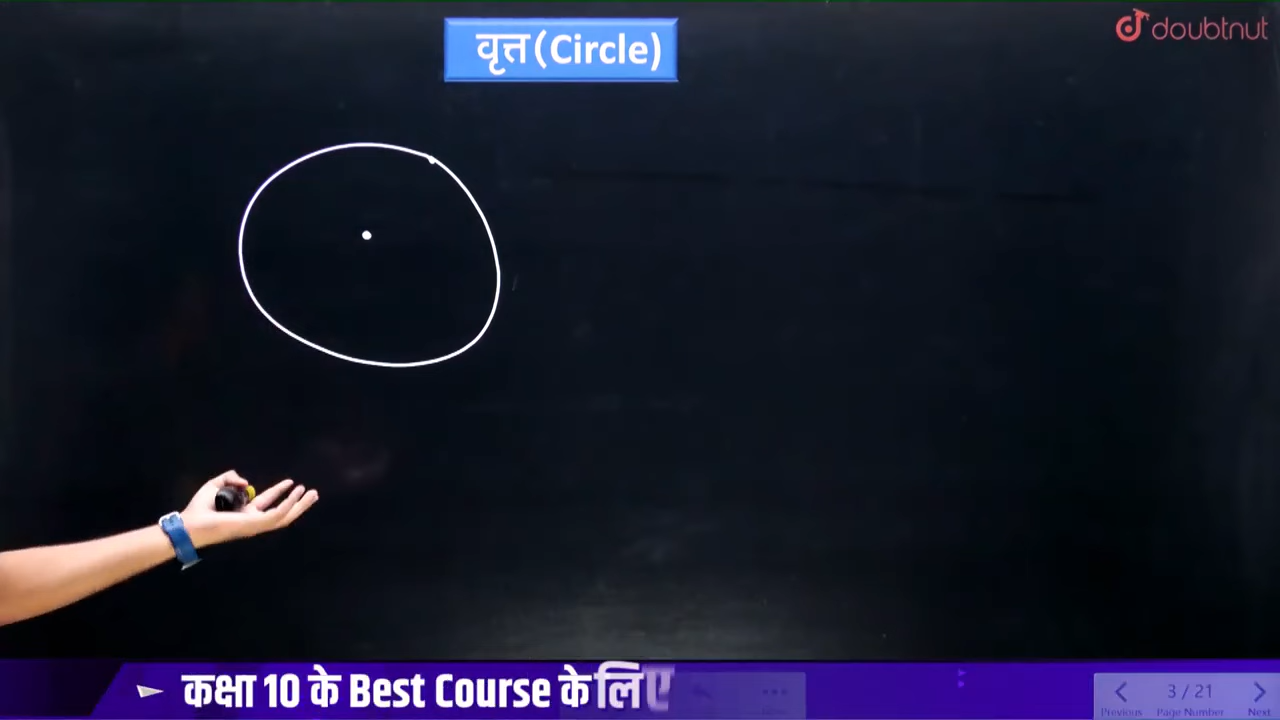 वृत्त (Circle)
doubtnut
कक्षा 10 के Best Course के लिए
3 / 21
Previous Page Number Next